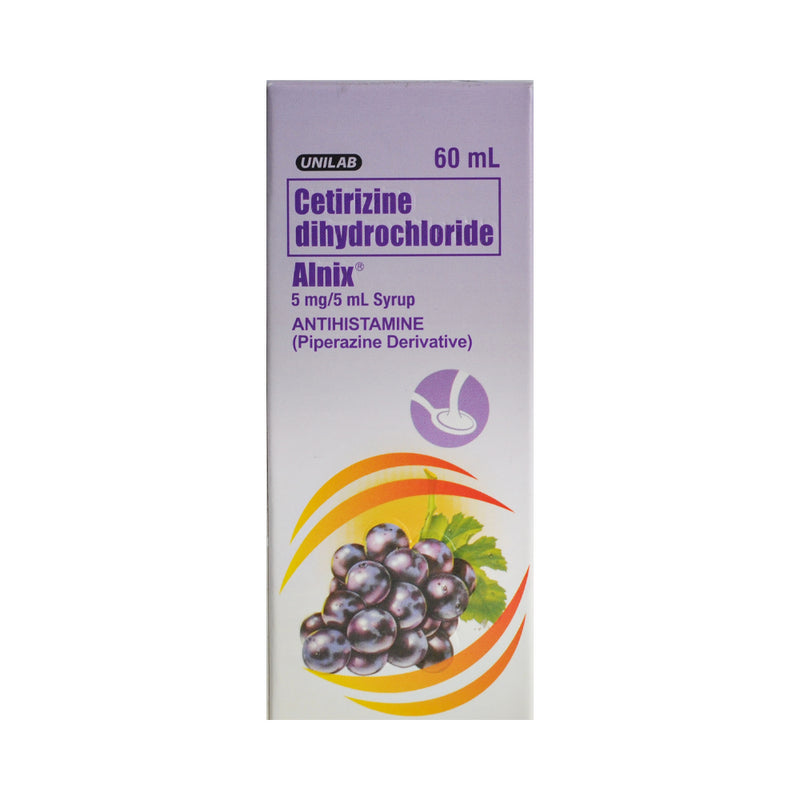 UNILAB
60 mL
Cetirizine
dihydrochloride
Alnix®
5 mg/5 mL Syrup
ANTIHISTAMINE
(Piperazine Derivative)